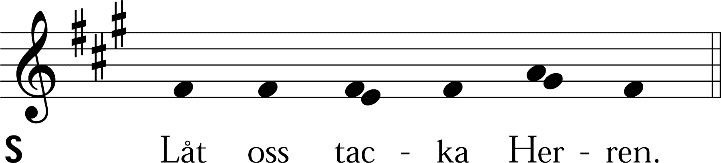 S Låt oss tac - ka Her - ren.